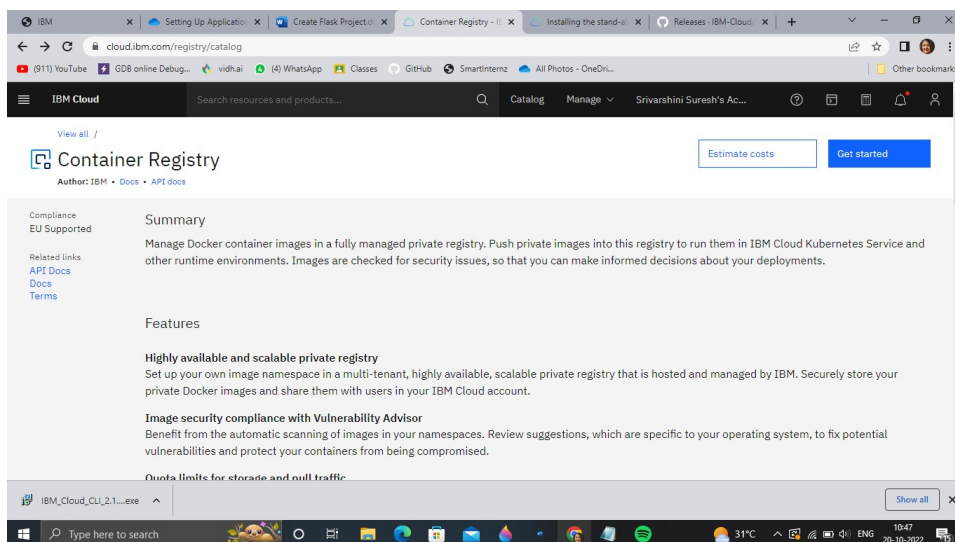 IBM
Setting Up Application
Create Flask Project.d
Container Registry - I
Installing the stand-al
Releases · IBM-Cloud/
cloud.ibm.com/registry/catalog
(911) YouTube
GDB online Debug...
vidh.ai
(4) WhatsApp
Classes
GitHub
SmartInternz
All Photos - OneDri...
Other bookmark
IBM Cloud
Search resources and products...
Catalog
Manage
Srivarshini Suresh's Ac...
View all /
Container Registry
Estimate costs
Get started
Author: IBM • Docs • API docs
Compliance
EU Supported
Related links
API Docs
Docs
Terms
Summary
Manage Docker container images in a fully managed private registry. Push private images into this registry to run them in IBM Cloud Kubernetes Service and
other runtime environments. Images are checked for security issues, so that you can make informed decisions about your deployments.
Features
Highly available and scalable private registry
Set up your own image namespace in a multi-tenant, highly available, scalable private registry that is hosted and managed by IBM. Securely store your
private Docker images and share them with users in your IBM Cloud account.
Image security compliance with Vulnerability Advisor
Benefit from the automatic scanning of images in your namespaces. Review suggestions, which are specific to your operating system, to fix potential
vulnerabilities and protect your containers from being compromised.
Quota limits for storage and pull traffic
IBM_Cloud_CLI_2.1....exe
Show all
Type here to search
31°C
ENG
10:47
20-10-2022
15